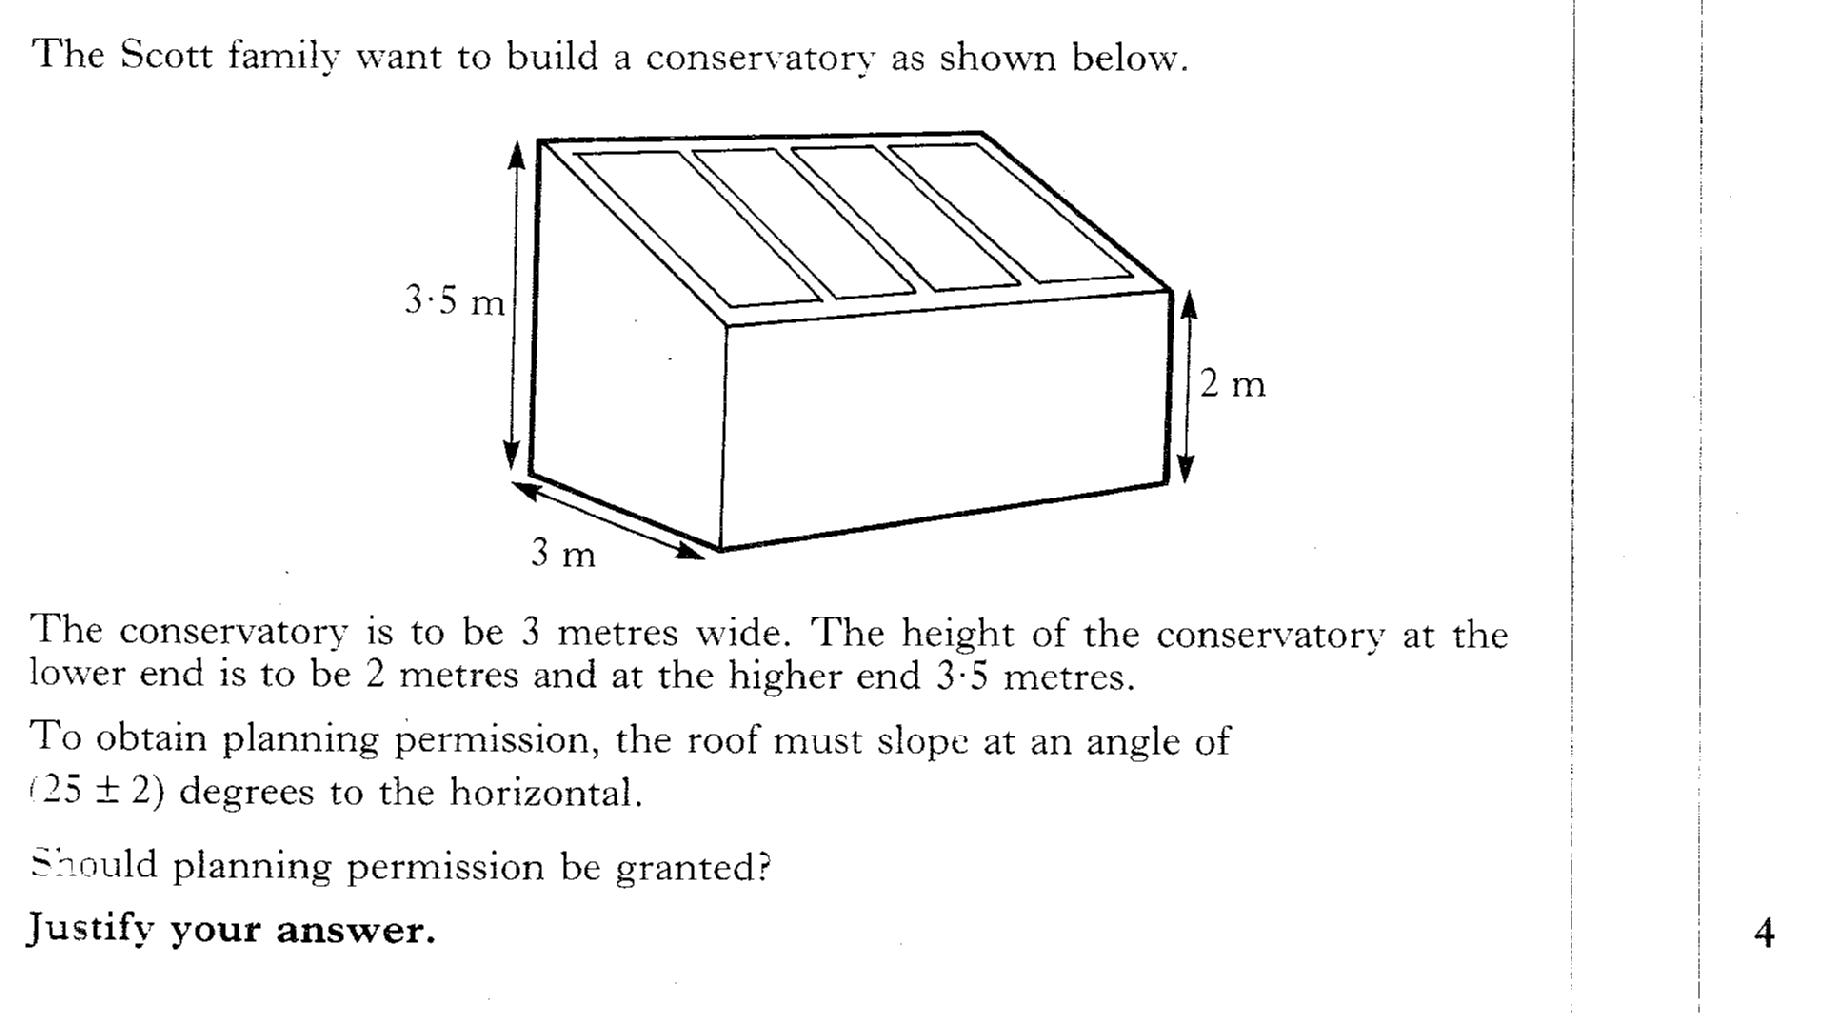 The Scott family want to build a conservatory as shown below.
3·5 m
2 m
3 m
The conservatory is to be 3 metres wide. The height of the conservatory at the
lower end is to be 2 metres and at the higher end 3·5 metres.
To obtain planning permission, the roof must slope at an angle of
(25 ± 2) degrees to the horizontal.
Should planning permission be granted?
Justify your answer.
4